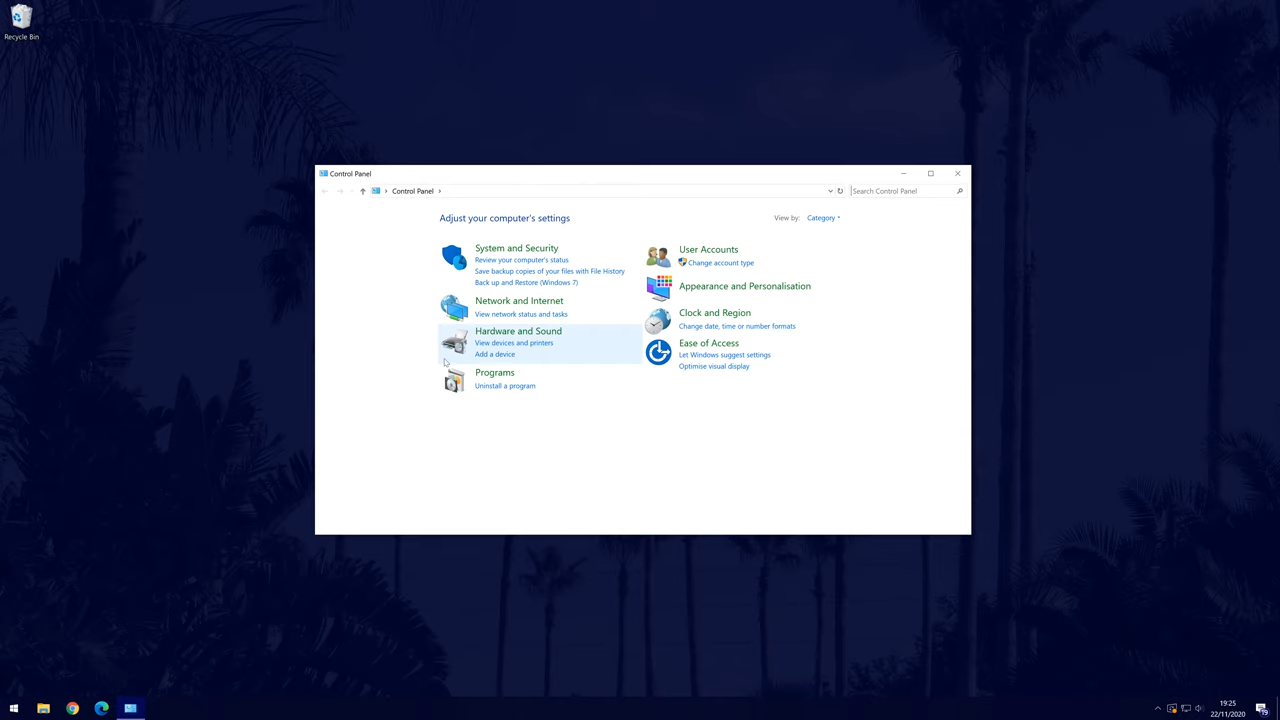 Recycle Bin
Control Panel
Control Panel
Search Control Panel
Adjust your computer's settings
View by: Category
System and Security
Review your computer's status
Save backup copies of your files with File History
Back up and Restore (Windows 7)
Network and Internet
View network status and tasks
Hardware and Sound
View devices and printers
Add a device
Programs
Uninstall a program
User Accounts
Change account type
Appearance and Personalisation
Clock and Region
Change date, time or number formats
Ease of Access
Let Windows suggest settings
Optimise visual display
19:25
22/11/2020